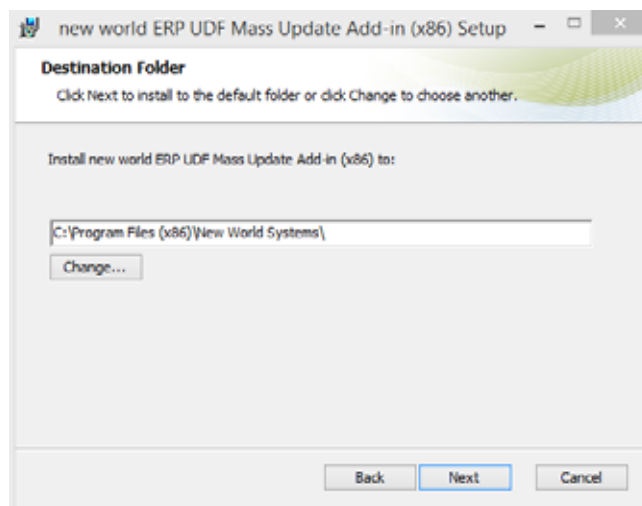 new world ERP UDF Mass Update Add-in (x86) Setup
Destination Folder
Click Next to install to the default folder or click Change to choose another.
Install new world ERP UDF Mass Update Add-in (x86) to:
C:\Program Files (x86)\New World Systems\
Change...
Back Next Cancel